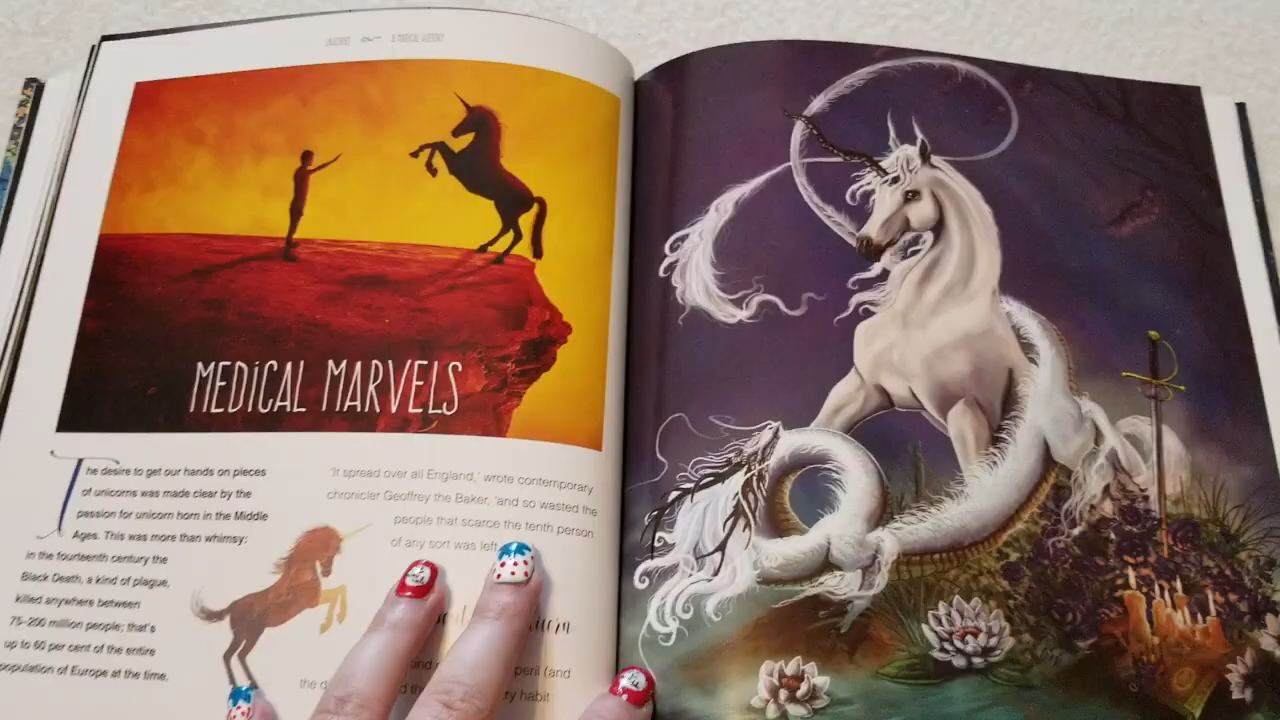 UNICORNS A MAGICAL HISTORY
MEDICAL MARVELS
The desire to get our hands on pieces
of unicorns was made clear by the
passion for unicorn horn in the Middle
Ages. This was more than whimsy:
in the fourteenth century the
Black Death, a kind of plague,
killed anywhere between
75–200 million people; that's
up to 60 per cent of the entire
population of Europe at the time.
'It spread over all England,' wrote contemporary
chronicler Geoffrey the Baker, 'and so wasted the
people that scarce the tenth person
of any sort was left
peril (and
the
habit